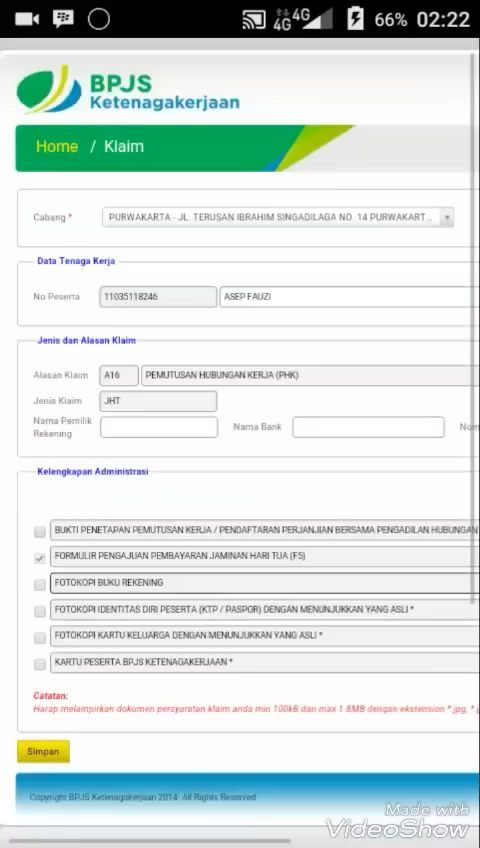 4G 4G 66% 02:22
BPJS
Ketenagakerjaan
Home / Klaim
Cabang * PURWAKARTA - JL. TERUSAN IBRAHIM SINGADILAGA NO. 14 PURWAKART...
Data Tenaga Kerja
No Peserta 11035118246 ASEP FAUZI
Jenis dan Alasan Klaim
Alasan Klaim A16 PEMUTUSAN HUBUNGAN KERJA (PHK)
Jenis Klaim JHT
Nama Pemilik Rekening Nama Bank Nom
Kelengkapan Administrasi
BUKTI PENETAPAN PEMUTUSAN KERJA / PENDAFTARAN PERJANJIAN BERSAMA PENGADILAN HUBUNGAN
FORMULIR PENGAJUAN PEMBAYARAN JAMINAN HARI TUA (F5)
FOTOKOPI BUKU REKENING
FOTOKOPI IDENTITAS DIRI PESERTA (KTP / PASPOR) DENGAN MENUNJUKKAN YANG ASLI *
FOTOKOPI KARTU KELUARGA DENGAN MENUNJUKKAN YANG ASLI *
KARTU PESERTA BPJS KETENAGAKERJAAN *
Catatan:
Harap melampirkan dokumen persyaratan klaim anda min 100kB dan max 1.8MB dengan ekstension *.jpg, *.j
Simpan
Copyright BPJS Ketenagakerjaan 2014. All Rights Reserved
Made with
VideoShow